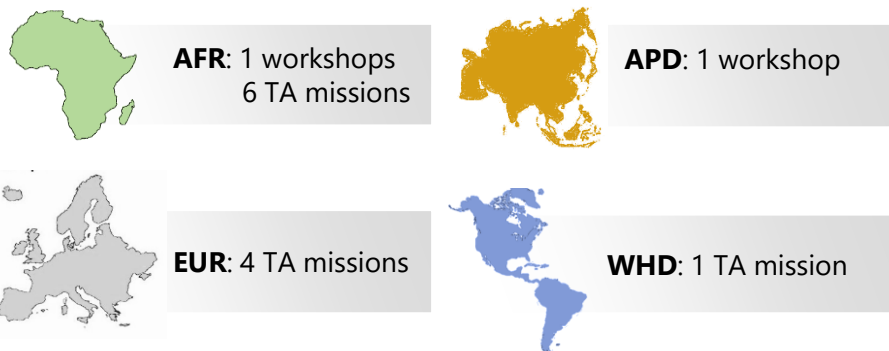 AFR: 1 workshops
6 TA missions
APD: 1 workshop
EUR: 4 TA missions
WHD: 1 TA mission